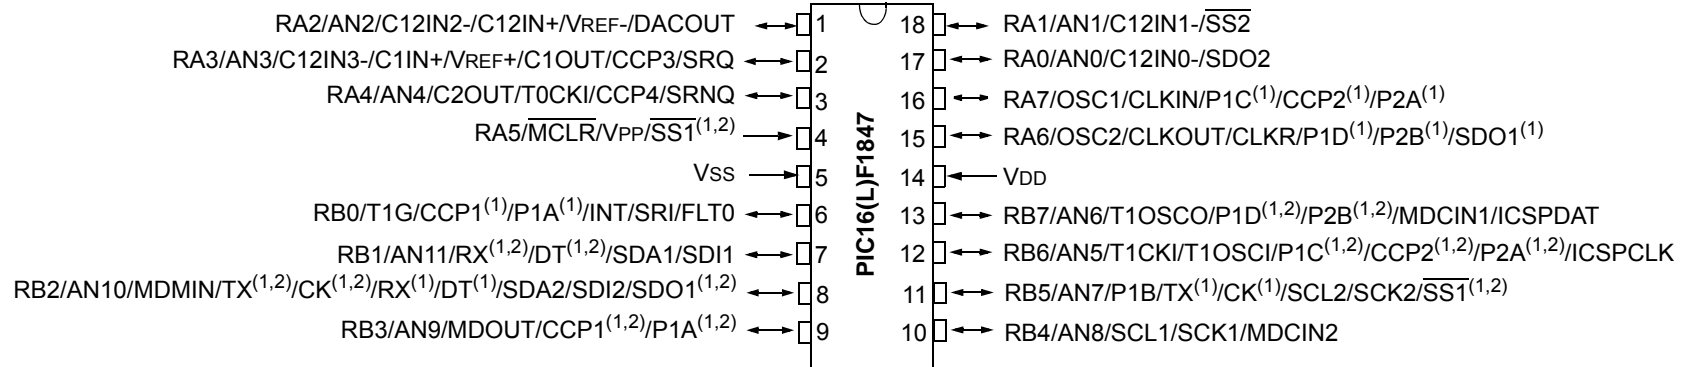 RA2/AN2/C12IN2-/C12IN+/VREF-/DACOUT 1
RA3/AN3/C12IN3-/C1IN+/VREF+/C1OUT/CCP3/SRQ 2
RA4/AN4/C2OUT/T0CKI/CCP4/SRNQ 3
RA5/MCLR/VPP/SS1(1,2) 4
VSS 5
RB0/T1G/CCP1(1)/P1A(1)/INT/SRI/FLT0 6
RB1/AN11/RX(1,2)/DT(1,2)/SDA1/SDI1 7
RB2/AN10/MDMIN/TX(1,2)/CK(1,2)/RX(1)/DT(1)/SDA2/SDI2/SDO1(1,2) 8
RB3/AN9/MDOUT/CCP1(1,2)/P1A(1,2) 9
PIC16(L)F1847
18 RA1/AN1/C12IN1-/SS2
17 RA0/AN0/C12IN0-/SDO2
16 RA7/OSC1/CLKIN/P1C(1)/CCP2(1)/P2A(1)
15 RA6/OSC2/CLKOUT/CLKR/P1D(1)/P2B(1)/SDO1(1)
14 VDD
13 RB7/AN6/T1OSCO/P1D(1,2)/P2B(1,2)/MDCIN1/ICSPDAT
12 RB6/AN5/T1CKI/T1OSCI/P1C(1,2)/CCP2(1,2)/P2A(1,2)/ICSPCLK
11 RB5/AN7/P1B/TX(1)/CK(1)/SCL2/SCK2/SS1(1,2)
10 RB4/AN8/SCL1/SCK1/MDCIN2